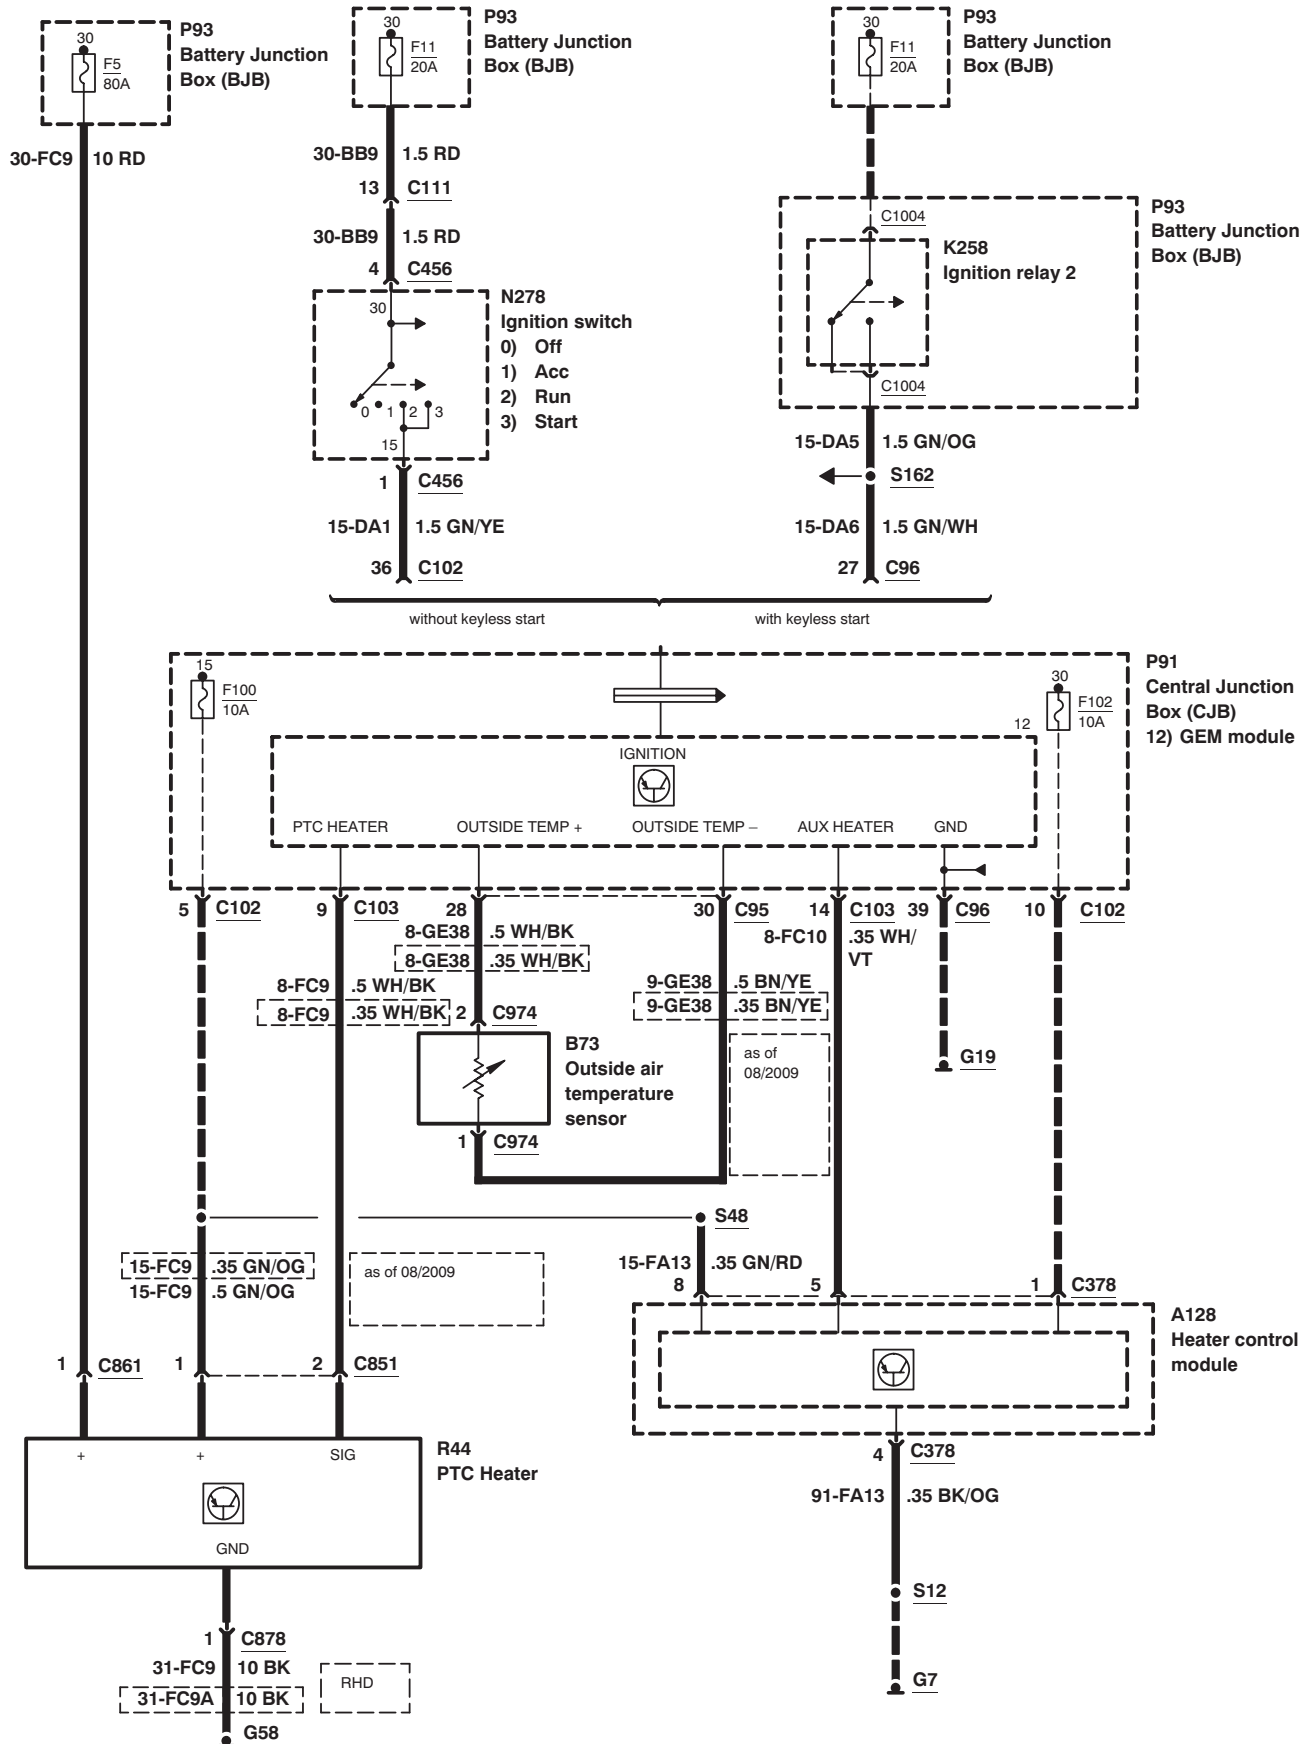 30
F5
80A
P93
Battery Junction
Box (BJB)
30
F11
20A
P93
Battery Junction
Box (BJB)
30
F11
20A
P93
Battery Junction
Box (BJB)
30-FC9 10 RD
30-BB9 1.5 RD
13 C111
30-BB9 1.5 RD
4 C456
30
N278
Ignition switch
0) Off
1) Acc
2) Run
3) Start
0 1 2 3
15
1 C456
15-DA1 1.5 GN/YE
36 C102
C1004
K258
Ignition relay 2
P93
Battery Junction
Box (BJB)
C1004
15-DA5 1.5 GN/OG
S162
15-DA6 1.5 GN/WH
27 C96
without keyless start
with keyless start
15
F100
10A
30
F102
10A
P91
Central Junction
Box (CJB)
12) GEM module
12
IGNITION
PTC HEATER
OUTSIDE TEMP +
OUTSIDE TEMP –
AUX HEATER
GND
5 C102
9 C103
28
30 C95
14 C103
39 C96
10 C102
8-GE38 .5 WH/BK
8-GE38 .35 WH/BK
8-FC10 .35 WH/
VT
8-FC9 .5 WH/BK
8-FC9 .35 WH/BK
9-GE38 .5 BN/YE
9-GE38 .35 BN/YE
2 C974
B73
Outside air
temperature
sensor
as of
08/2009
G19
1 C974
S48
15-FC9 .35 GN/OG
15-FC9 .5 GN/OG
as of 08/2009
15-FA13 .35 GN/RD
8
5
1 C378
A128
Heater control
module
1 C861
1
2 C851
+
+
SIG
R44
PTC Heater
GND
4 C378
91-FA13 .35 BK/OG
S12
G7
1 C878
31-FC9 10 BK
31-FC9A 10 BK
RHD
G58